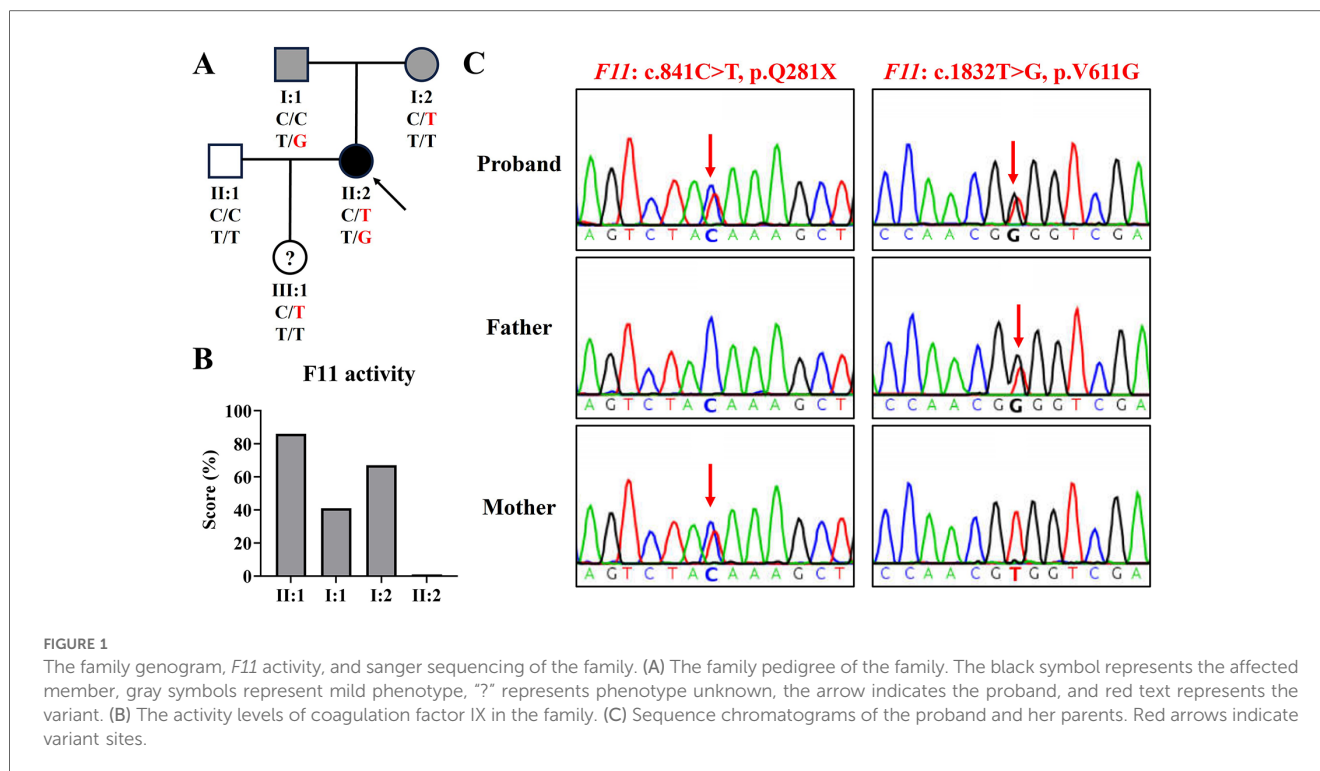 A
I:1
C/C
T/G
I:2
C/T
T/T
II:1
C/C
T/T
II:2
C/T
T/G
?
III:1
C/T
T/T
B
F11 activity
Score (%)
100
80
60
40
20
0
II:1 I:1 I:2 II:2
C
F11: c.841C>T, p.Q281X
F11: c.1832T>G, p.V611G
Proband
A G T C T A C A A A G C T
C C A A C G G G G T C G A
Father
A G T C T A C A A A G C T
C C A A C G G G G T C G A
Mother
A G T C T A C A A A G C T
C C A A C G T G G T C G A
FIGURE 1
The family genogram, F11 activity, and sanger sequencing of the family. (A) The family pedigree of the family. The black symbol represents the affected
member, gray symbols represent mild phenotype, “?” represents phenotype unknown, the arrow indicates the proband, and red text represents the
variant. (B) The activity levels of coagulation factor IX in the family. (C) Sequence chromatograms of the proband and her parents. Red arrows indicate
variant sites.